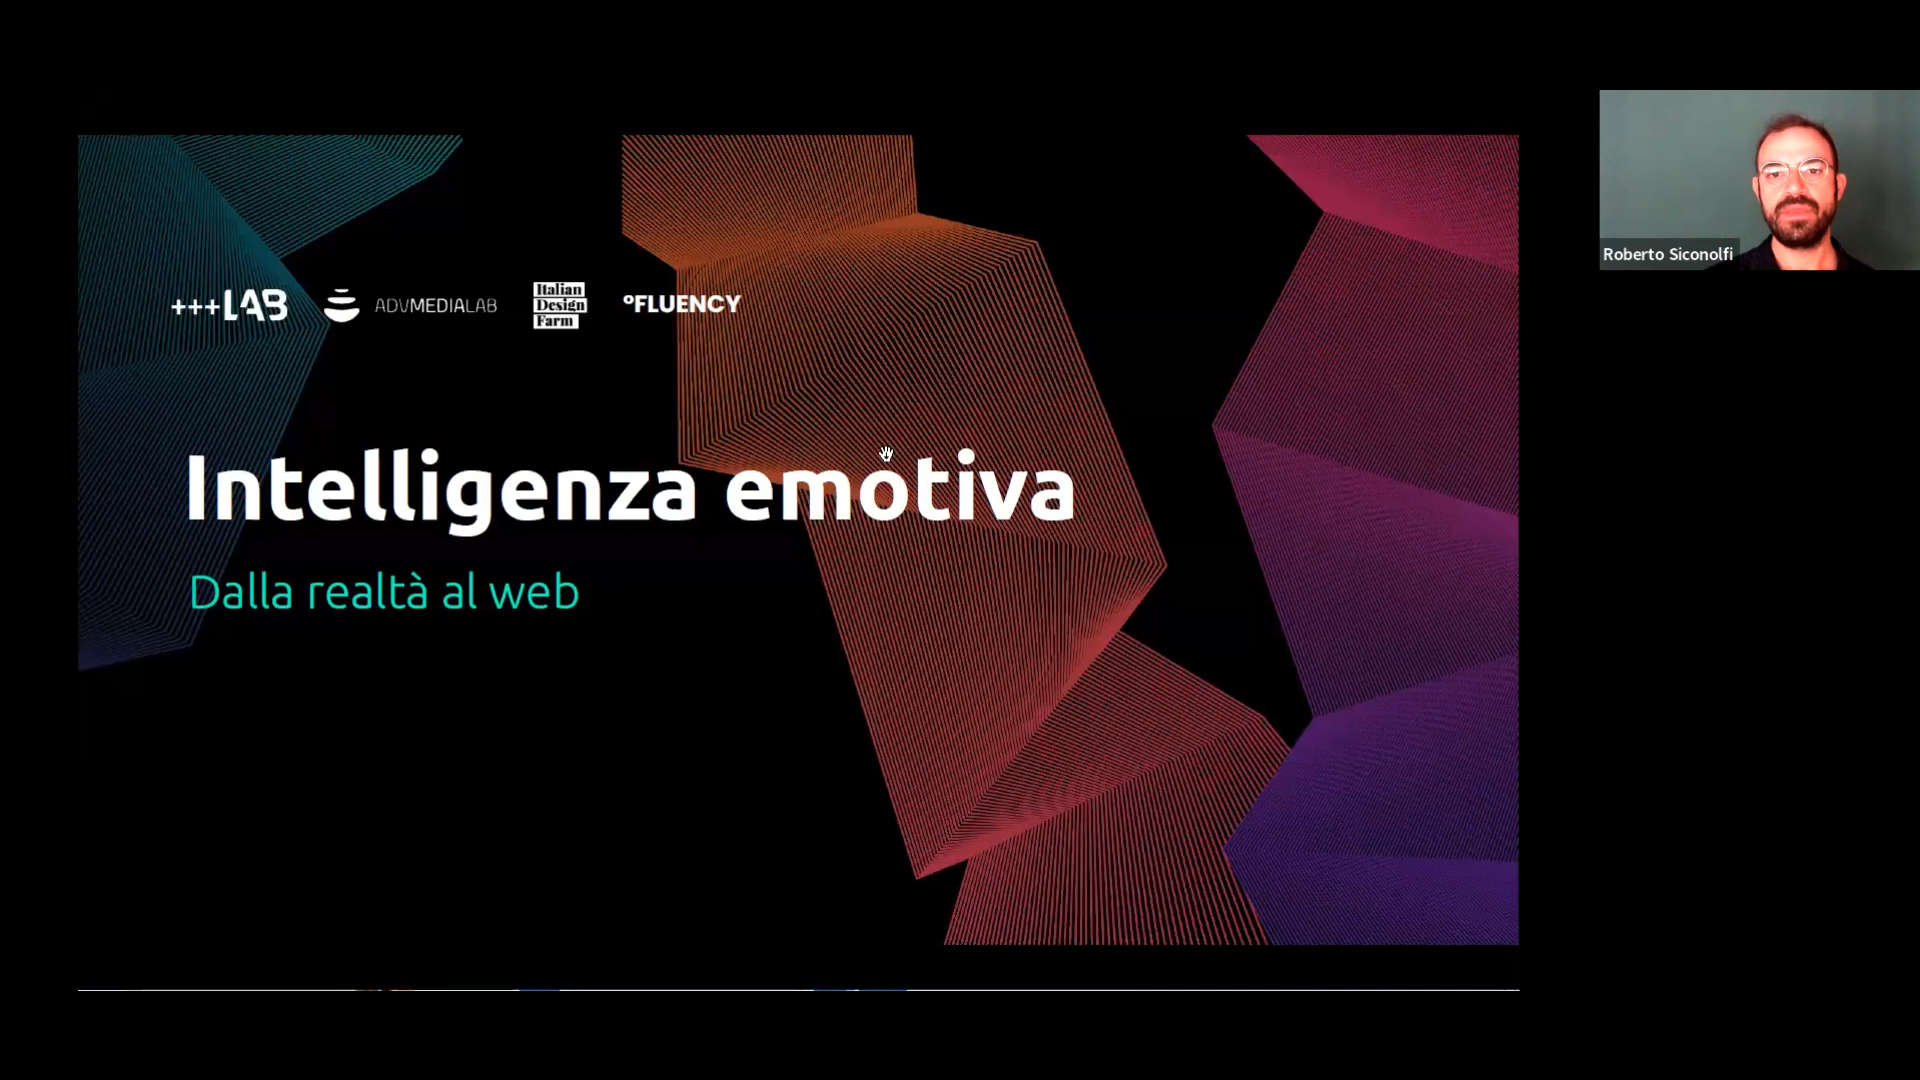 +++LAB
ADVMEDIALAB
Italian
Design
Farm
°FLUENCY
Intelligenza emotiva
Dalla realtà al web
Roberto Siconolfi